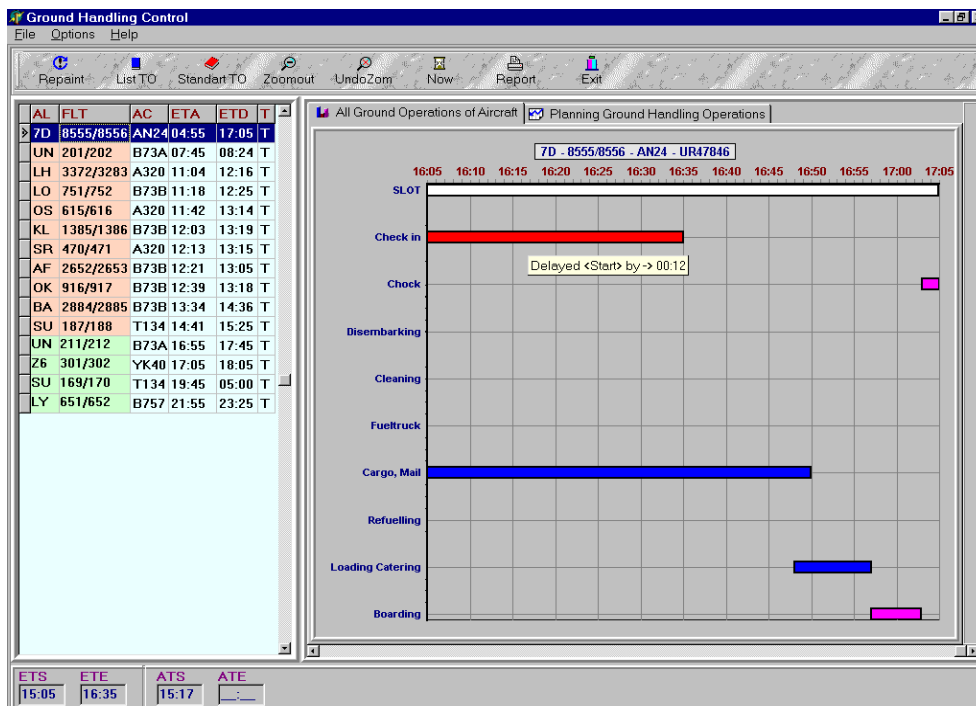 Ground Handling Control
File Options Help
Repaint List TO Standart TO Zoomout UndoZom Now Report Exit
AL FLT AC ETA ETD T
7D 8555/8556 AN24 04:55 17:05 T
UN 201/202 B73A 07:45 08:24 T
LH 3372/3283 A320 11:04 12:16 T
LO 751/752 B73B 11:18 12:25 T
OS 615/616 A320 11:42 13:14 T
KL 1385/1386 B73B 12:03 13:19 T
SR 470/471 A320 12:13 13:15 T
AF 2652/2653 B73B 12:21 13:05 T
OK 916/917 B73B 12:39 13:18 T
BA 2884/2885 B73B 13:34 14:36 T
SU 187/188 T134 14:41 15:25 T
UN 211/212 B73A 16:55 17:45 T
Z6 301/302 YK40 17:05 18:05 T
SU 169/170 T134 19:45 05:00 T
LY 651/652 B757 21:55 23:25 T
All Ground Operations of Aircraft Planning Ground Handling Operations
7D - 8555/8556 - AN24 - UR47846
16:05 16:10 16:15 16:20 16:25 16:30 16:35 16:40 16:45 16:50 16:55 17:00 17:05
SLOT
Check in
Delayed <Start> by -> 00:12
Chock
Disembarking
Cleaning
Fueltruck
Cargo, Mail
Refuelling
Loading Catering
Boarding
ETS ETE ATS ATE
15:05 16:35 15:17 __:__